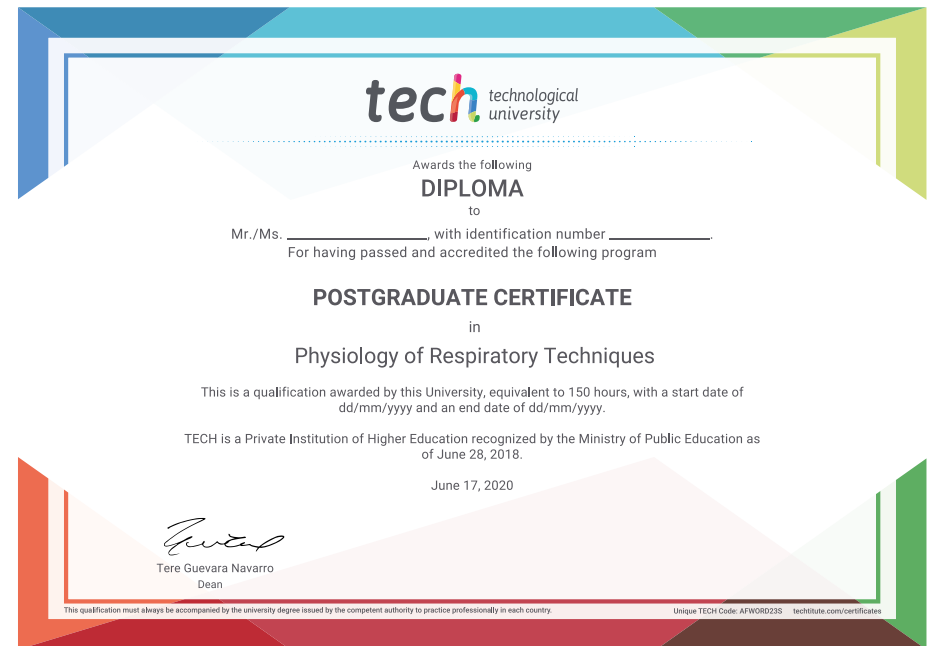 tech technological
university
Awards the following
DIPLOMA
to
Mr./Ms. ____________________, with identification number ______________.
For having passed and accredited the following program
POSTGRADUATE CERTIFICATE
in
Physiology of Respiratory Techniques
This is a qualification awarded by this University, equivalent to 150 hours, with a start date of
dd/mm/yyyy and an end date of dd/mm/yyyy.
TECH is a Private Institution of Higher Education recognized by the Ministry of Public Education as
of June 28, 2018.
June 17, 2020
Tere Guevara Navarro
Dean
This qualification must always be accompanied by the university degree issued by the competent authority to practice professionally in each country.
Unique TECH Code: AFWORD23S techtitute.com/certificates